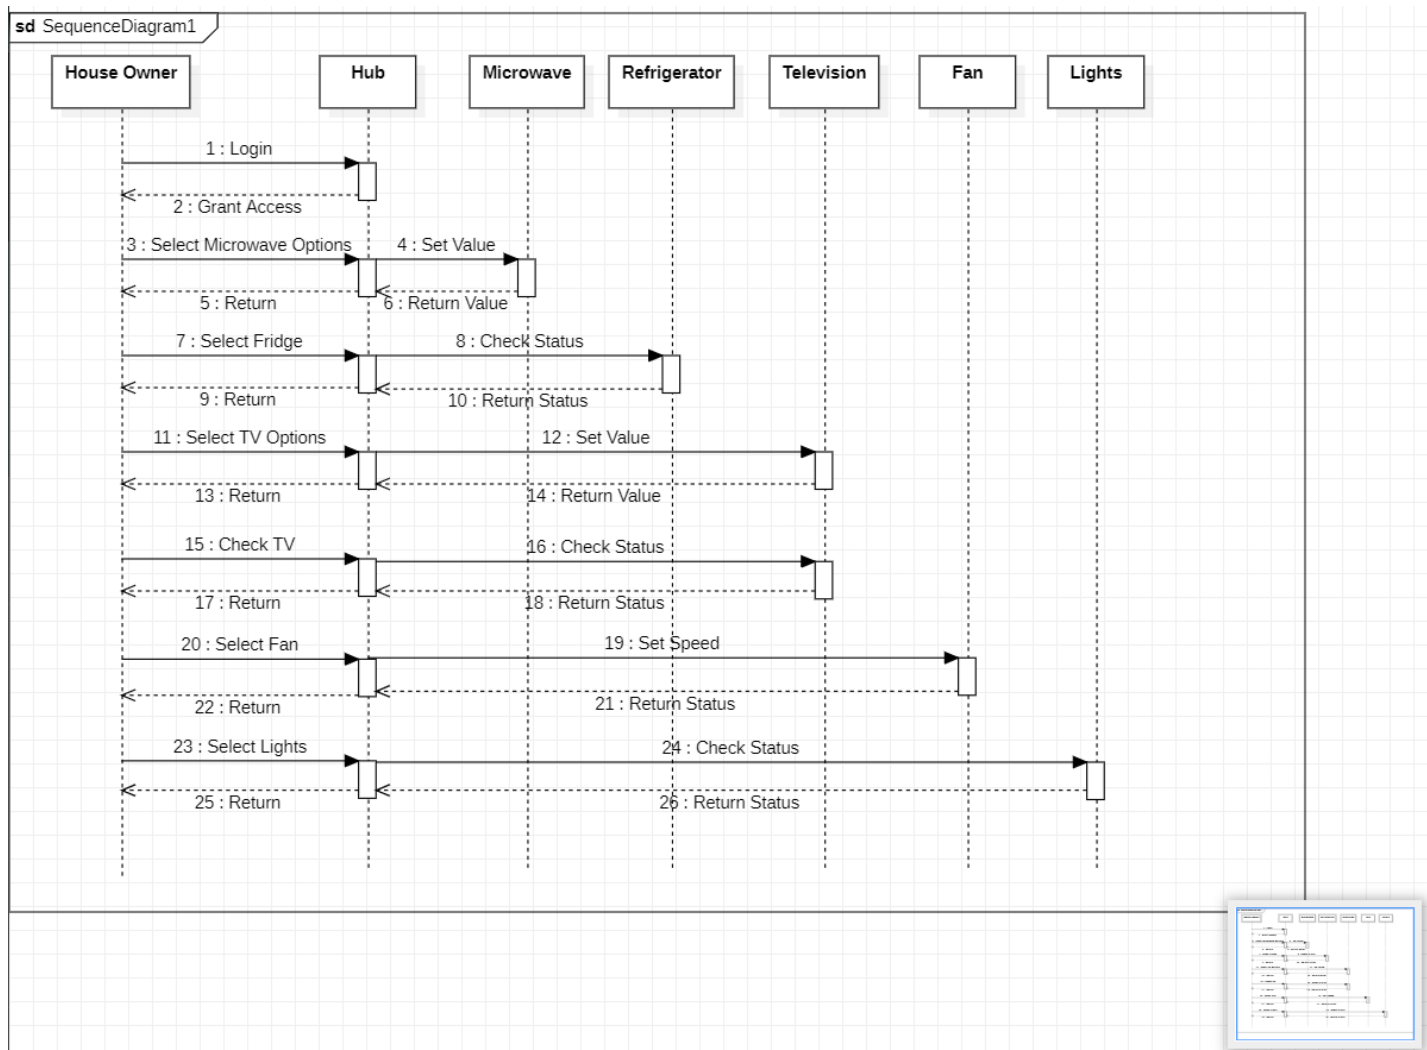 sd SequenceDiagram1
House Owner
Hub
Microwave
Refrigerator
Television
Fan
Lights
1 : Login
2 : Grant Access
3 : Select Microwave Options
4 : Set Value
5 : Return
6 : Return Value
7 : Select Fridge
8 : Check Status
9 : Return
10 : Return Status
11 : Select TV Options
12 : Set Value
13 : Return
14 : Return Value
15 : Check TV
16 : Check Status
17 : Return
18 : Return Status
20 : Select Fan
19 : Set Speed
22 : Return
21 : Return Status
23 : Select Lights
24 : Check Status
25 : Return
26 : Return Status